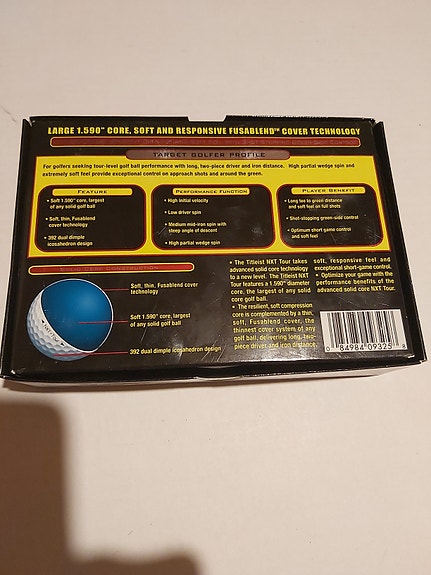 LARGE 1.590™ CORE, SOFT AND RESPONSIVE FUSABLEND™ COVER TECHNOLOGY
TARGET GOLFER PROFILE
For golfers seeking tour-level golf ball performance with long, two-piece driver and iron distance. High partial wedge spin and
extremely soft feel provide exceptional control on approach shots and around the green.
FEATURE
• Soft 1.590" core, largest
of any solid golf ball
• Soft, thin, Fusablend
cover technology
• 392 dual dimple
icosahedron design
PERFORMANCE FUNCTION
• High initial velocity
• Low driver spin
• Medium mid-iron spin with
steep angle of descent
• High partial wedge spin
PLAYER BENEFIT
• Long tee to green distance
and soft feel on full shots
• Shot-stopping green-side control
• Optimum short game control
and soft feel
SOLID CORE CONSTRUCTION
Soft, thin, Fusablend cover
technology
Soft 1.590" core, largest
of any solid golf ball
392 dual dimple icosahedron design
• The Titleist NXT Tour takes
advanced solid core technology
to a new level. The Titleist NXT
Tour features a 1.590" diameter
core, the largest of any solid
core golf ball.
• The resilient, soft compression
core is complemented by a thin,
soft, Fusablend cover, the
thinnest cover system of any
golf ball, delivering long, two-
piece driver and iron distance,
soft, responsive feel and
exceptional short-game control.
• Optimize your game with the
performance benefits of the
advanced solid core NXT Tour.
0 84984 09325 8